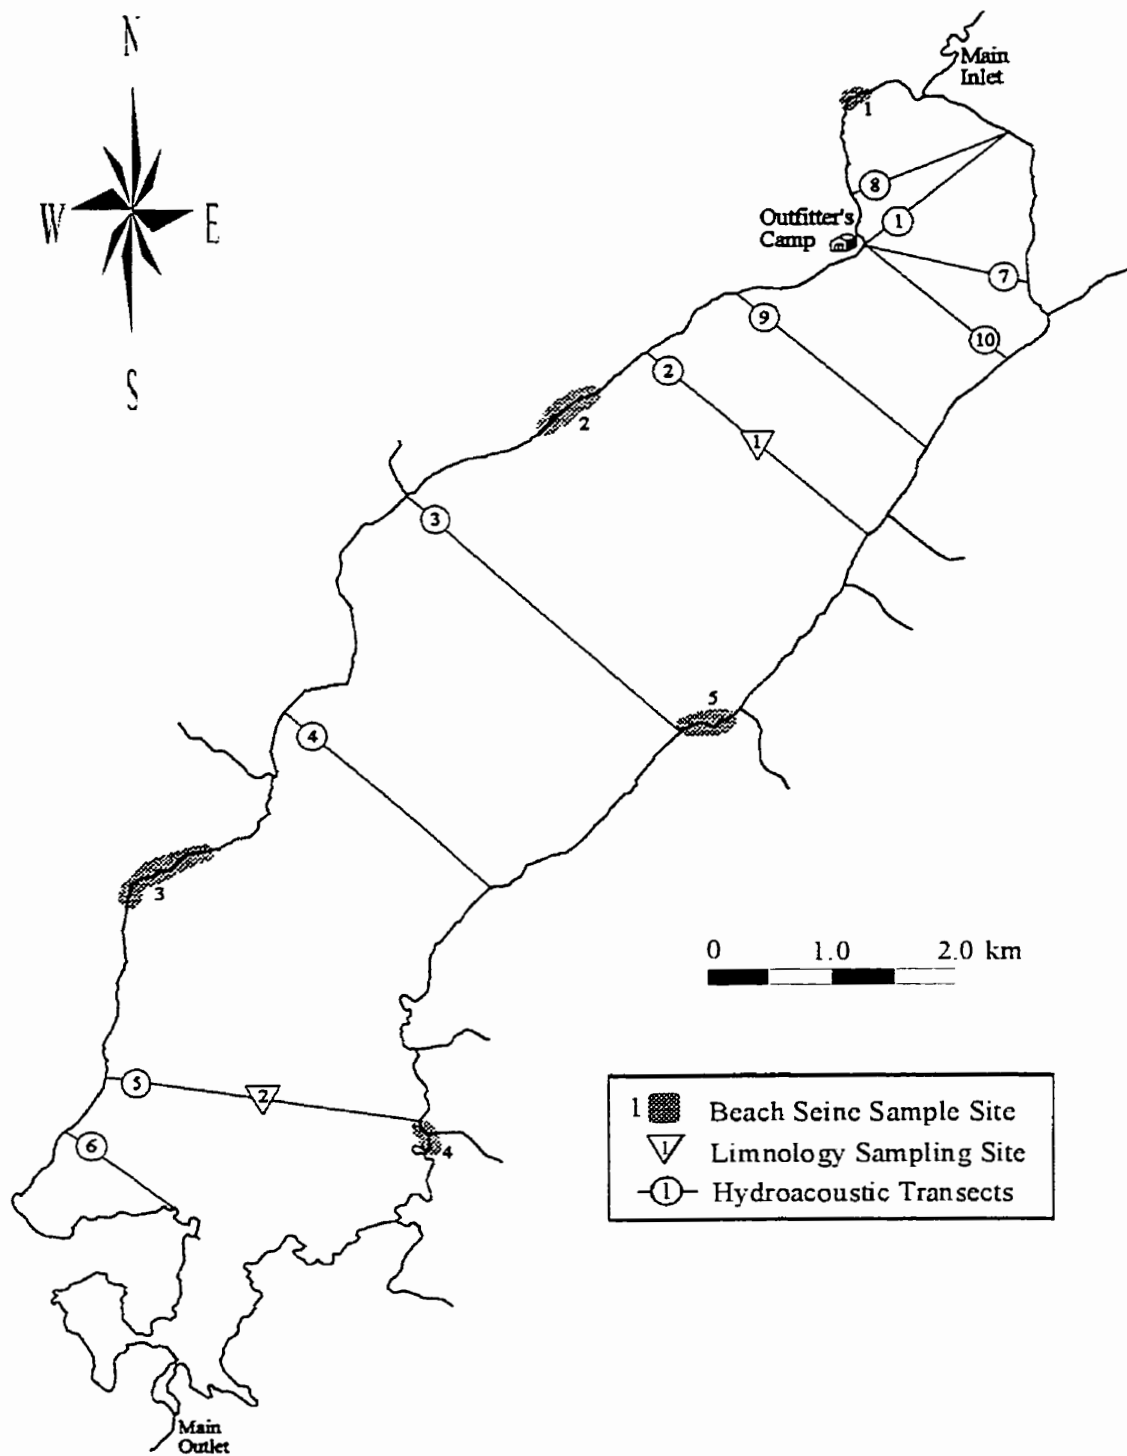 N
Main
Inlet
1
8
W
E
Outfitter's
Camp
1
7
9
10
S
2
2
1
3
5
4
3
0 1.0 2.0 km
5
2
6
4
1 Beach Seine Sample Site
1 Limnology Sampling Site
1 Hydroacoustic Transects
Main
Outlet